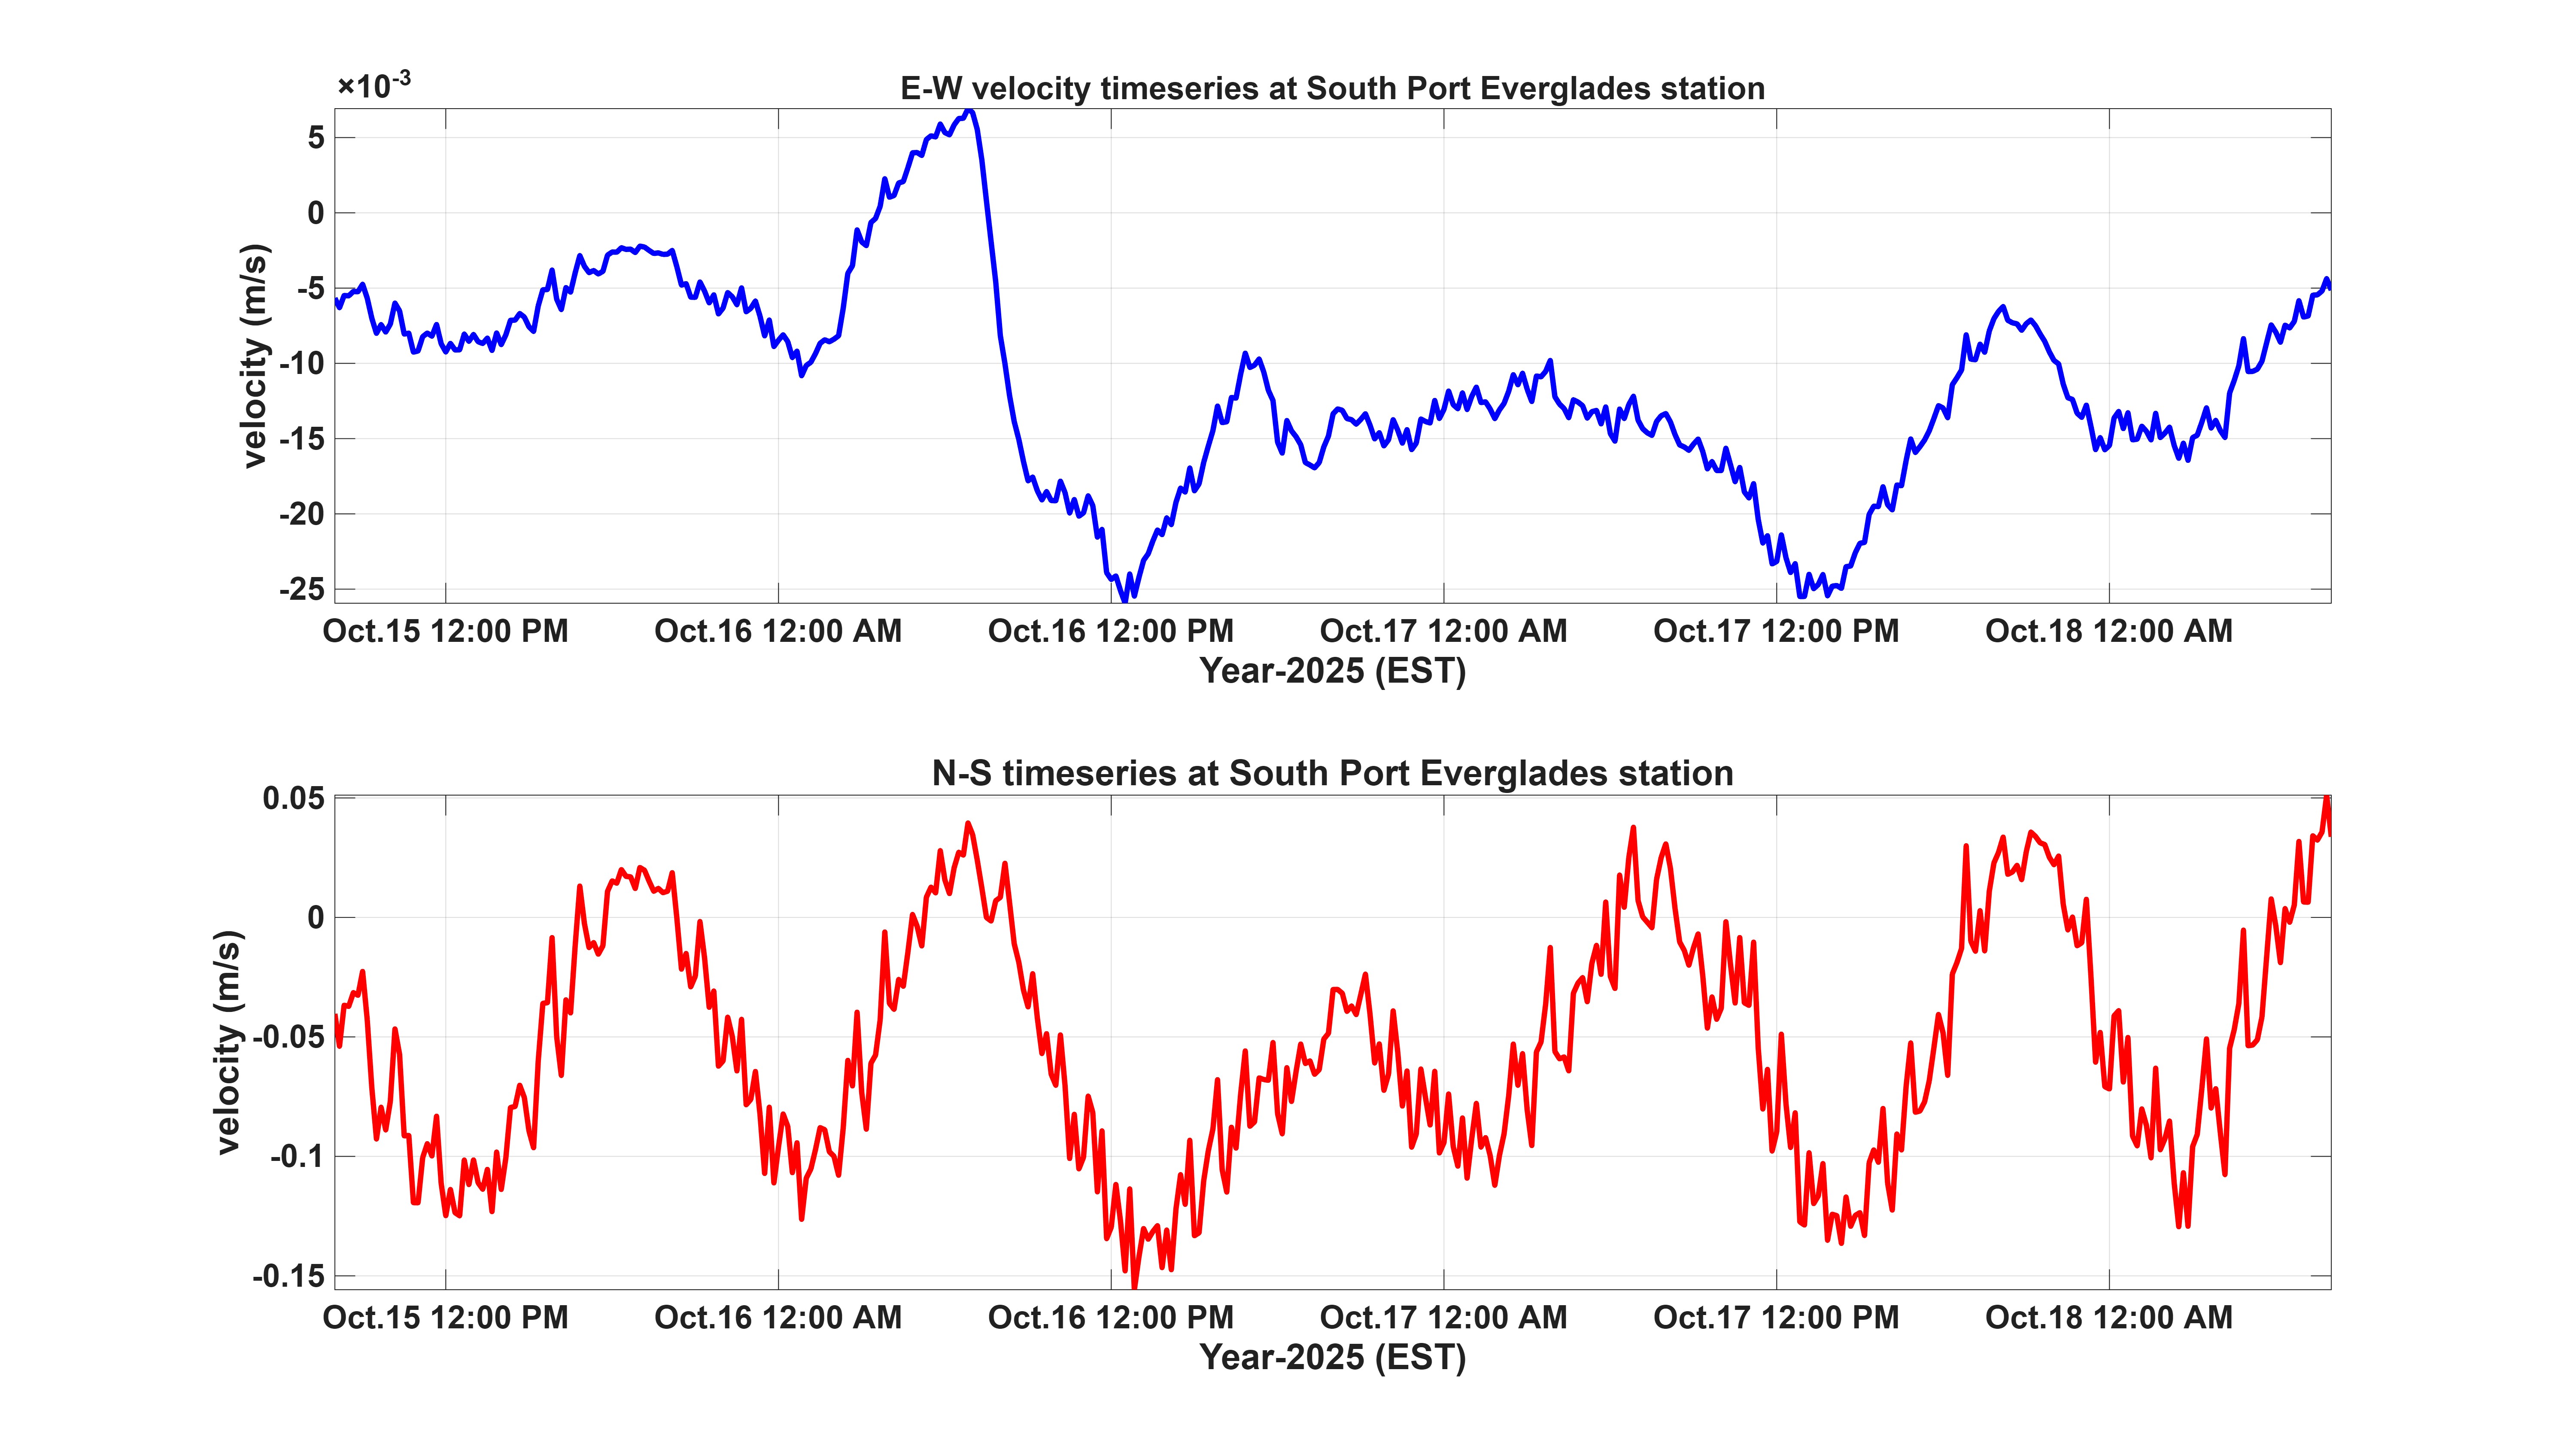 ×10-3
E-W velocity timeseries at South Port Everglades station
5
0
-5
-10
-15
-20
-25
velocity (m/s)
Oct.15 12:00 PM Oct.16 12:00 AM Oct.16 12:00 PM Oct.17 12:00 AM Oct.17 12:00 PM Oct.18 12:00 AM
Year-2025 (EST)
N-S timeseries at South Port Everglades station
0.05
0
-0.05
-0.1
-0.15
velocity (m/s)
Oct.15 12:00 PM Oct.16 12:00 AM Oct.16 12:00 PM Oct.17 12:00 AM Oct.17 12:00 PM Oct.18 12:00 AM
Year-2025 (EST)